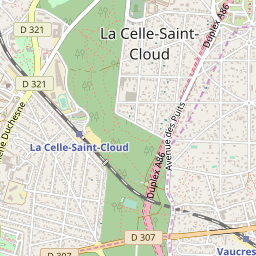 D 321
La Celle-Saint-
Cloud
Duplex A86
D 321
Avenue des Puits
Duchesne
La Celle-Saint-Cloud
Duplex A86
D 307
D 307
Vaucres